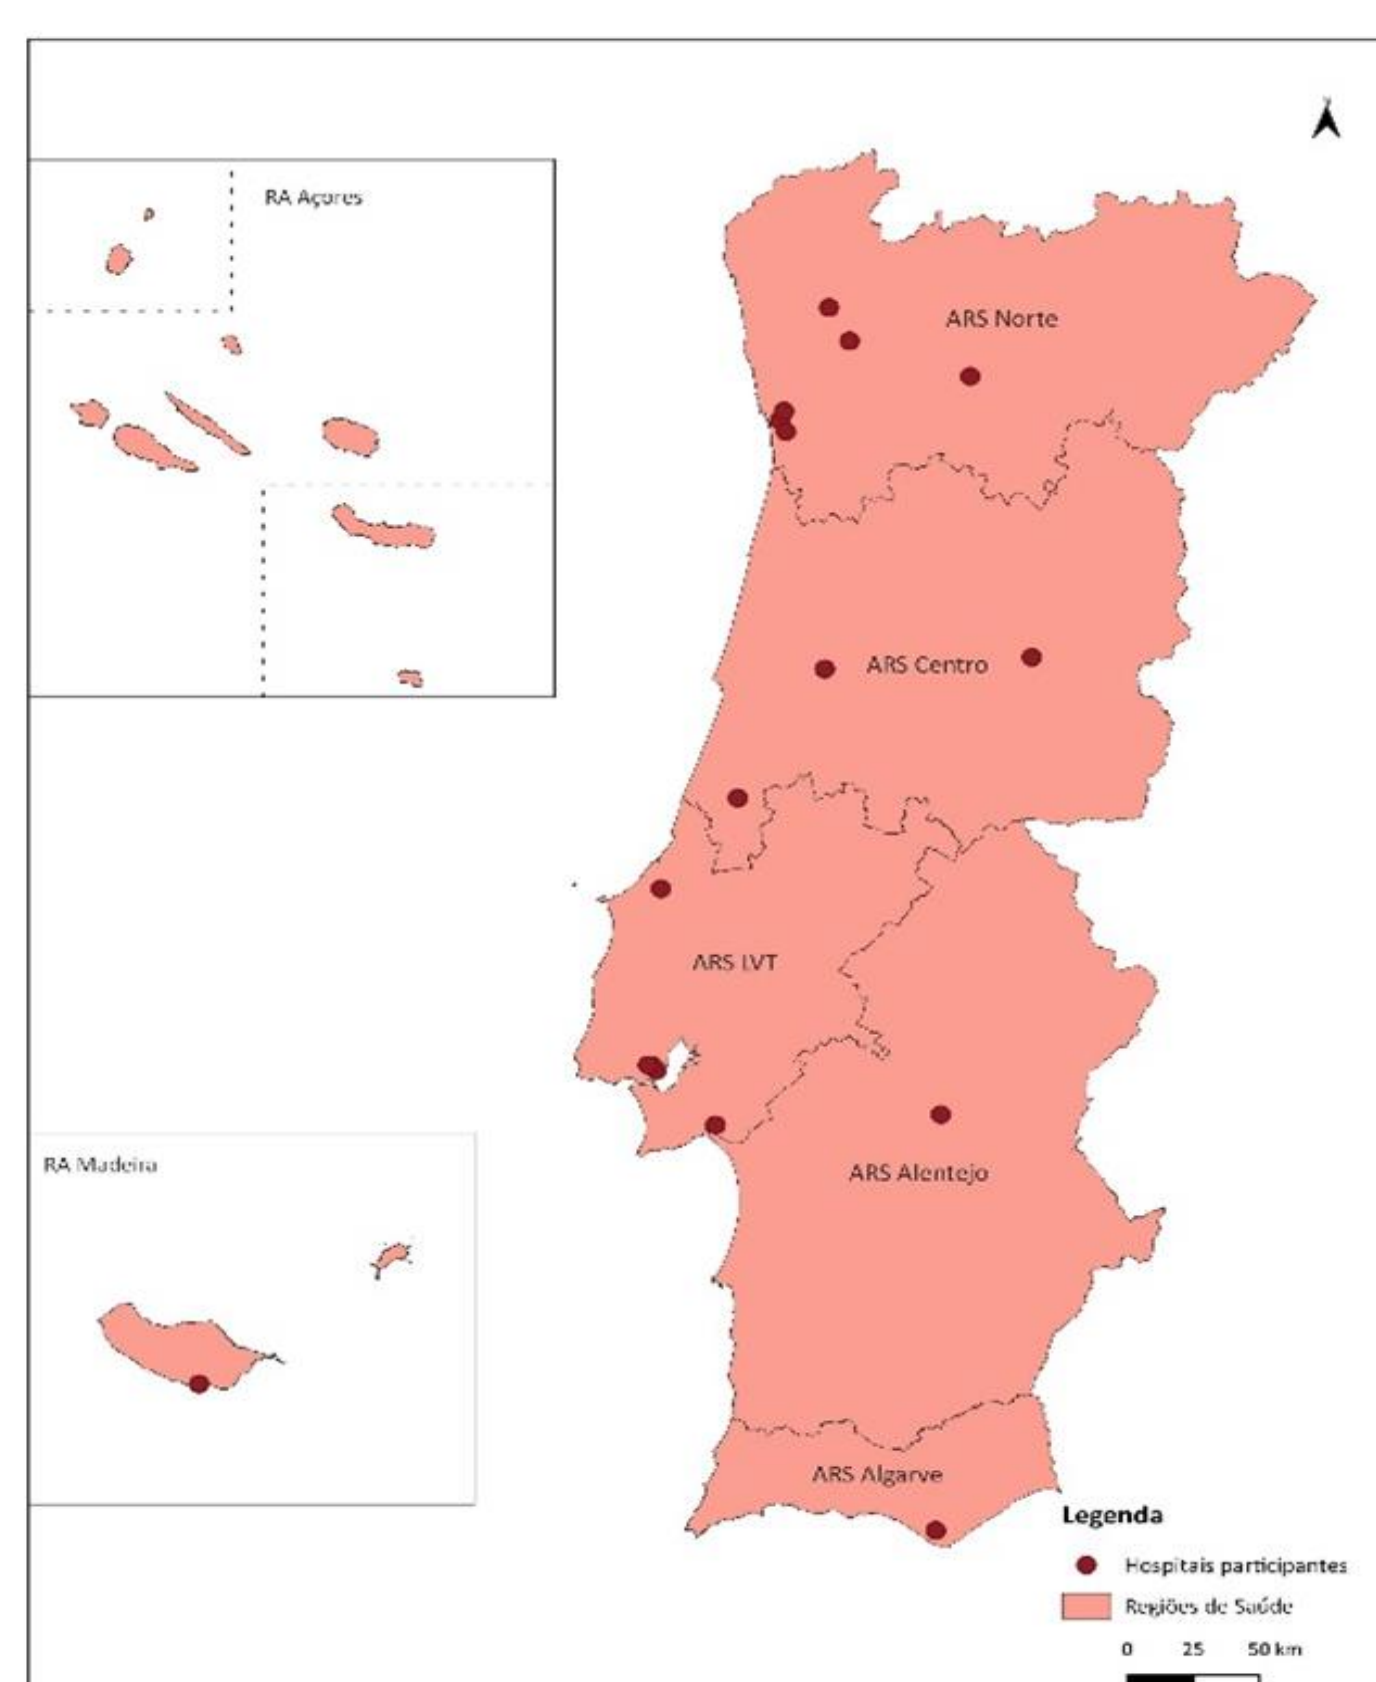 RA Açores
ARS Norte
ARS Centro
ARS LVT
RA Madeira
ARS Alentejo
ARS Algarve
Legenda
Hospitais participantes
Regiões de Saúde
0 25 50 km